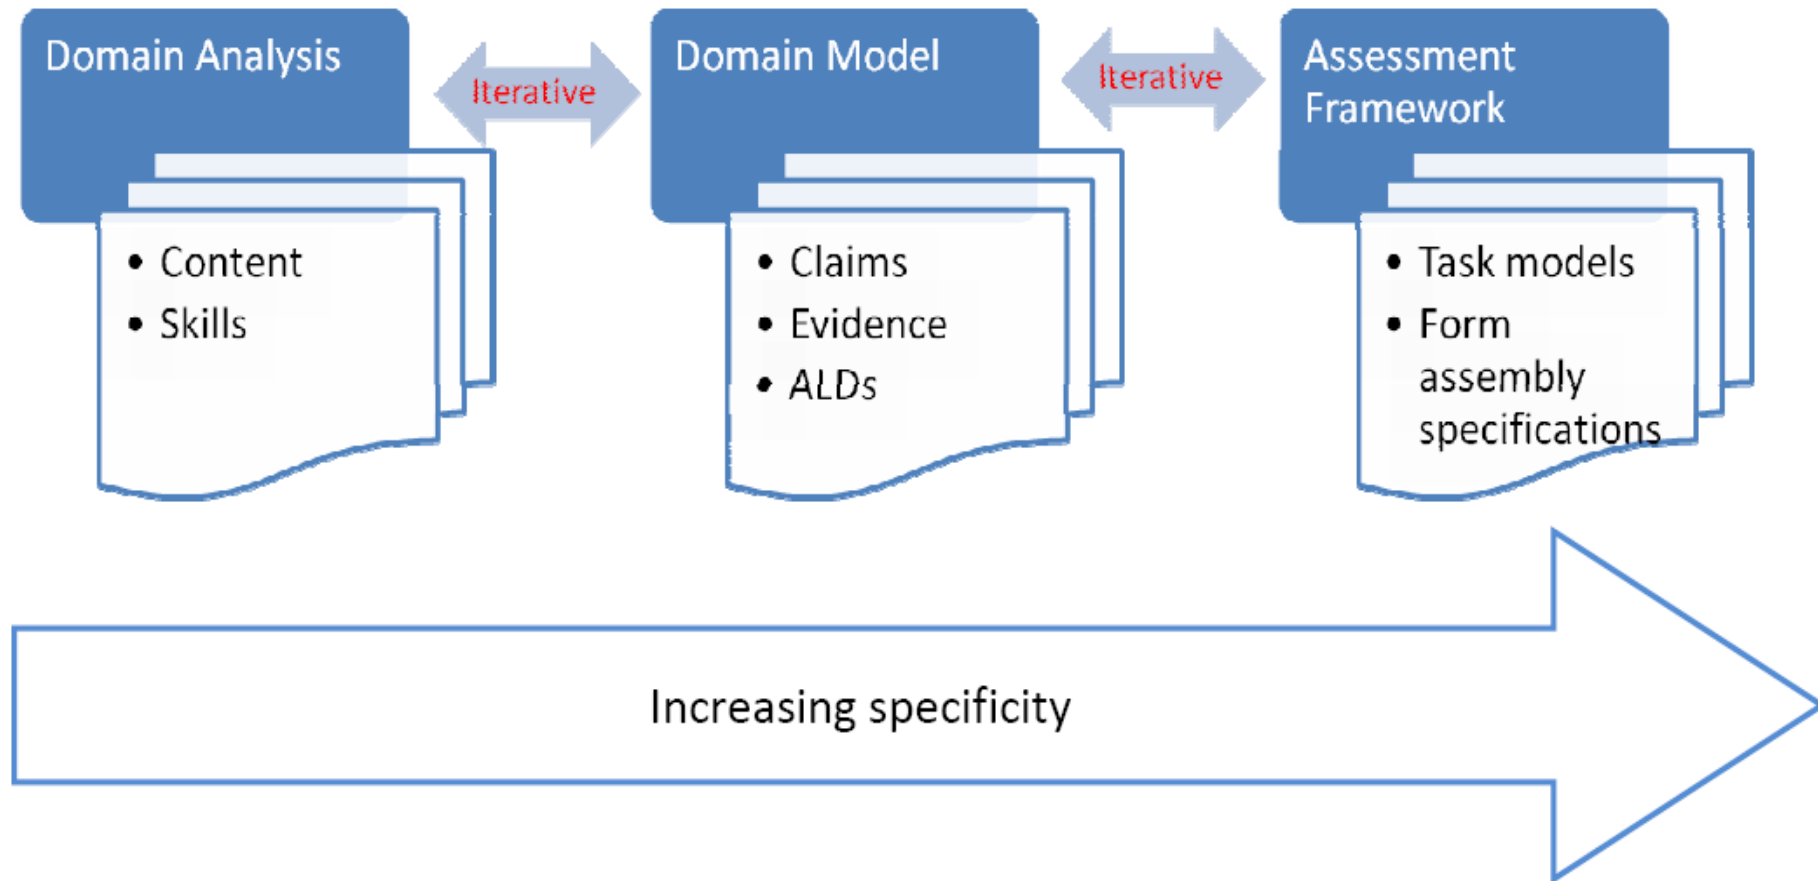 Domain Analysis
Iterative
Domain Model
Iterative
Assessment
Framework
• Content
• Skills
• Claims
• Evidence
• ALDs
• Task models
• Form
assembly
specifications
Increasing specificity